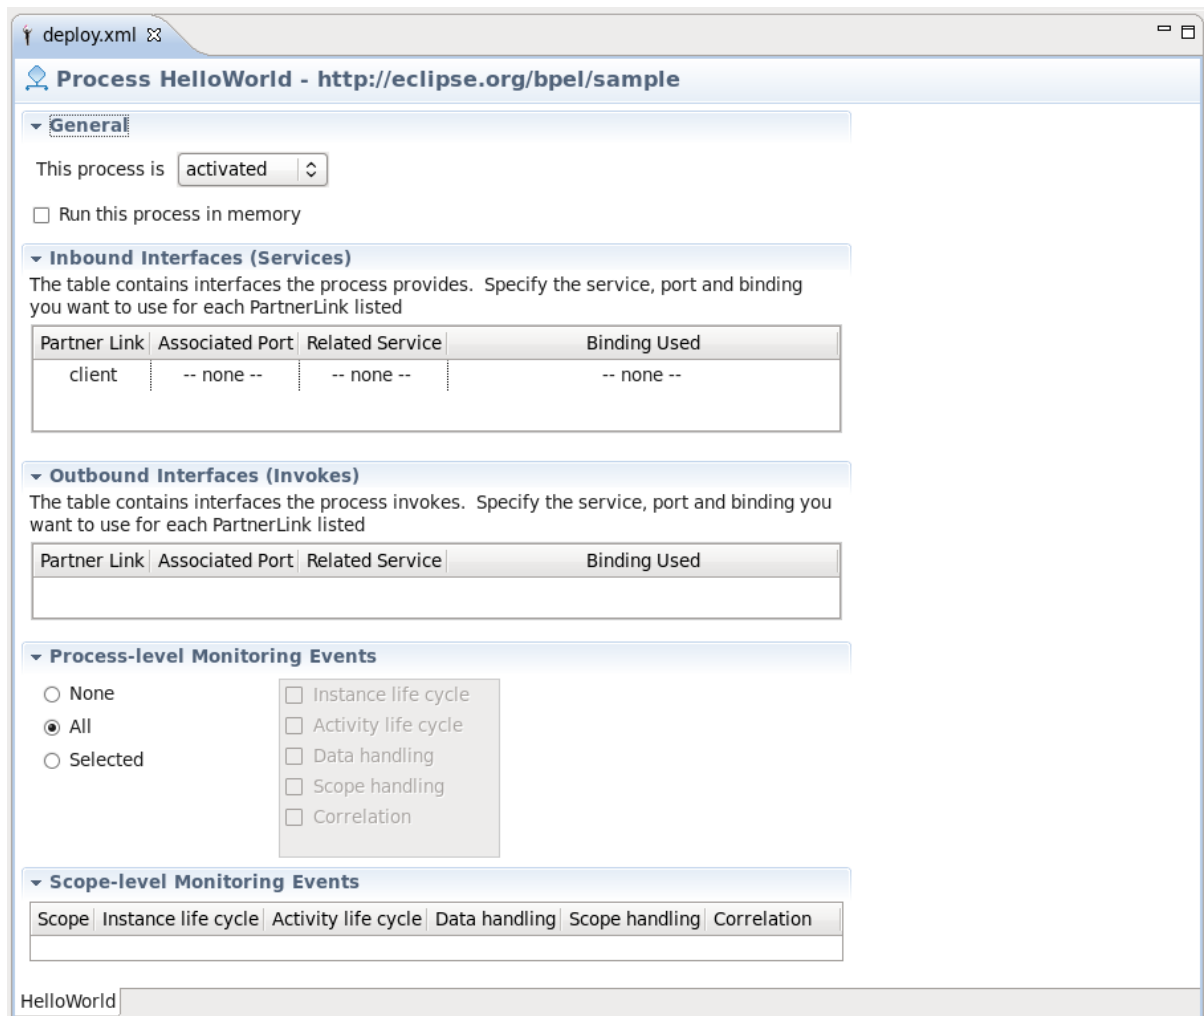 deploy.xml
Process HelloWorld - http://eclipse.org/bpel/sample
General
This process is activated
Run this process in memory
Inbound Interfaces (Services)
The table contains interfaces the process provides.  Specify the service, port and binding
you want to use for each PartnerLink listed
Partner Link Associated Port Related Service Binding Used
client -- none -- -- none -- -- none --
Outbound Interfaces (Invokes)
The table contains interfaces the process invokes.  Specify the service, port and binding you
want to use for each PartnerLink listed
Partner Link Associated Port Related Service Binding Used
Process-level Monitoring Events
None
All
Selected
Instance life cycle
Activity life cycle
Data handling
Scope handling
Correlation
Scope-level Monitoring Events
Scope Instance life cycle Activity life cycle Data handling Scope handling Correlation
HelloWorld